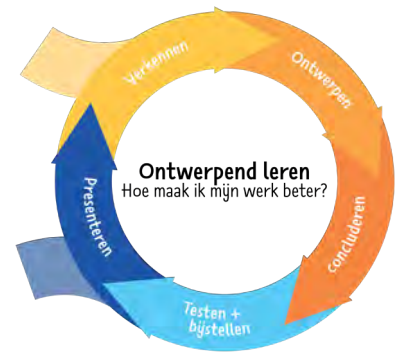 Verkennen
Ontwerpen
concluderen
Testen +
bijstellen
Presenteren
Ontwerpend leren
Hoe maak ik mijn werk beter?